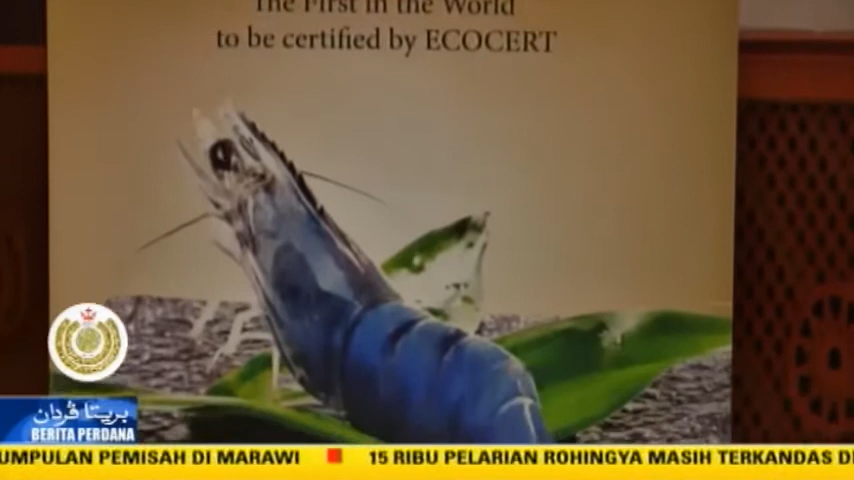 The First in the World
to be certified by ECOCERT
بريتا ڤردان
BERITA PERDANA
UMPULAN PEMISAH DI MARAWI 15 RIBU PELARIAN ROHINGYA MASIH TERKANDAS D